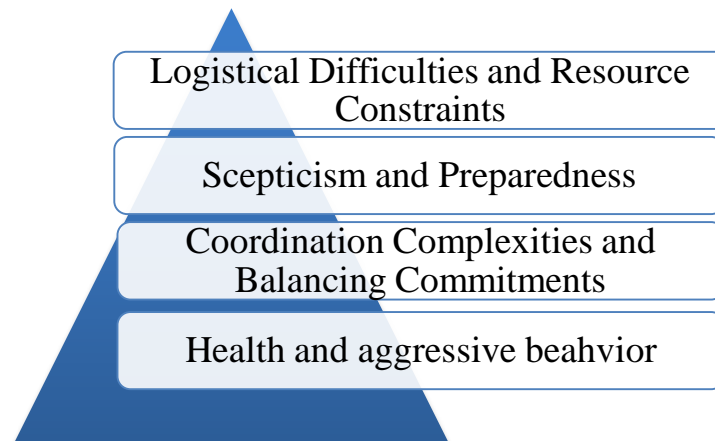 Logistical Difficulties and Resource
Constraints
Scepticism and Preparedness
Coordination Complexities and
Balancing Commitments
Health and aggressive beahvior